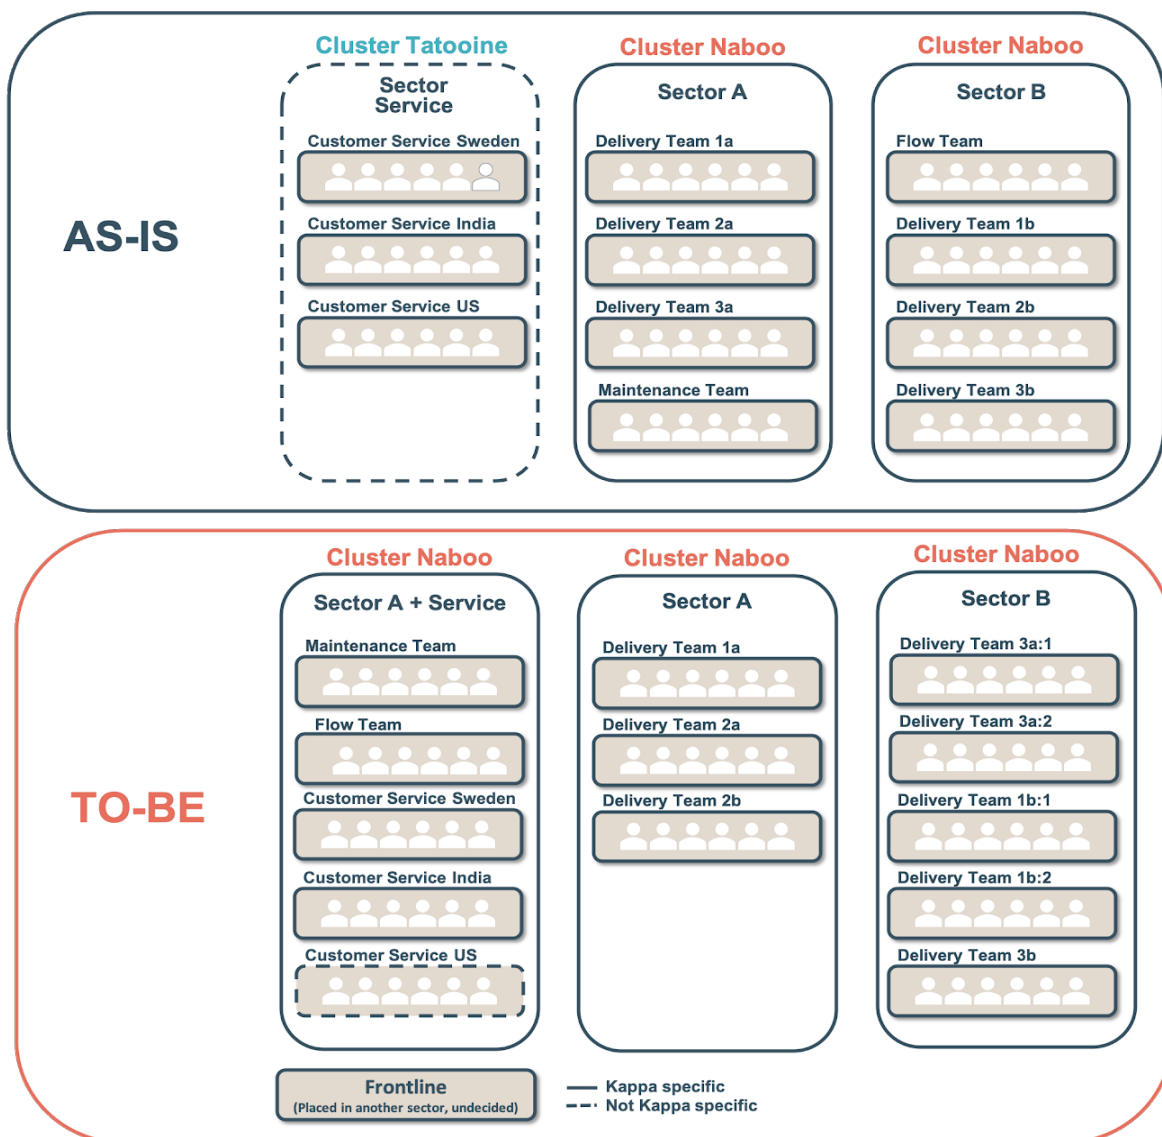 AS-IS
Cluster Tatooine
Sector
Service
Customer Service Sweden
Customer Service India
Customer Service US
Cluster Naboo
Sector A
Delivery Team 1a
Delivery Team 2a
Delivery Team 3a
Maintenance Team
Cluster Naboo
Sector B
Flow Team
Delivery Team 1b
Delivery Team 2b
Delivery Team 3b
TO-BE
Cluster Naboo
Sector A + Service
Maintenance Team
Flow Team
Customer Service Sweden
Customer Service India
Customer Service US
Cluster Naboo
Sector A
Delivery Team 1a
Delivery Team 2a
Delivery Team 2b
Cluster Naboo
Sector B
Delivery Team 3a:1
Delivery Team 3a:2
Delivery Team 1b:1
Delivery Team 1b:2
Delivery Team 3b
Frontline
(Placed in another sector, undecided)
Kappa specific
Not Kappa specific